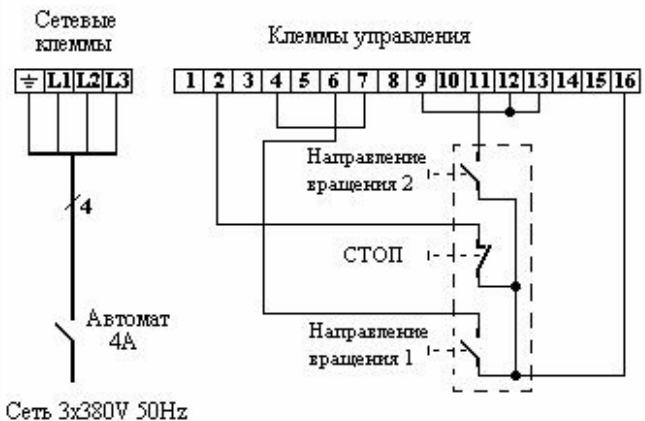 Сетевые
клеммы
Клеммы управления
L1 L2 L3
1 2 3 4 5 6 7 8 9 10 11 12 13 14 15 16
Направление
вращения 2
4
СТОП
Автомат
4А
Направление
вращения 1
Сеть 3x380V 50Hz